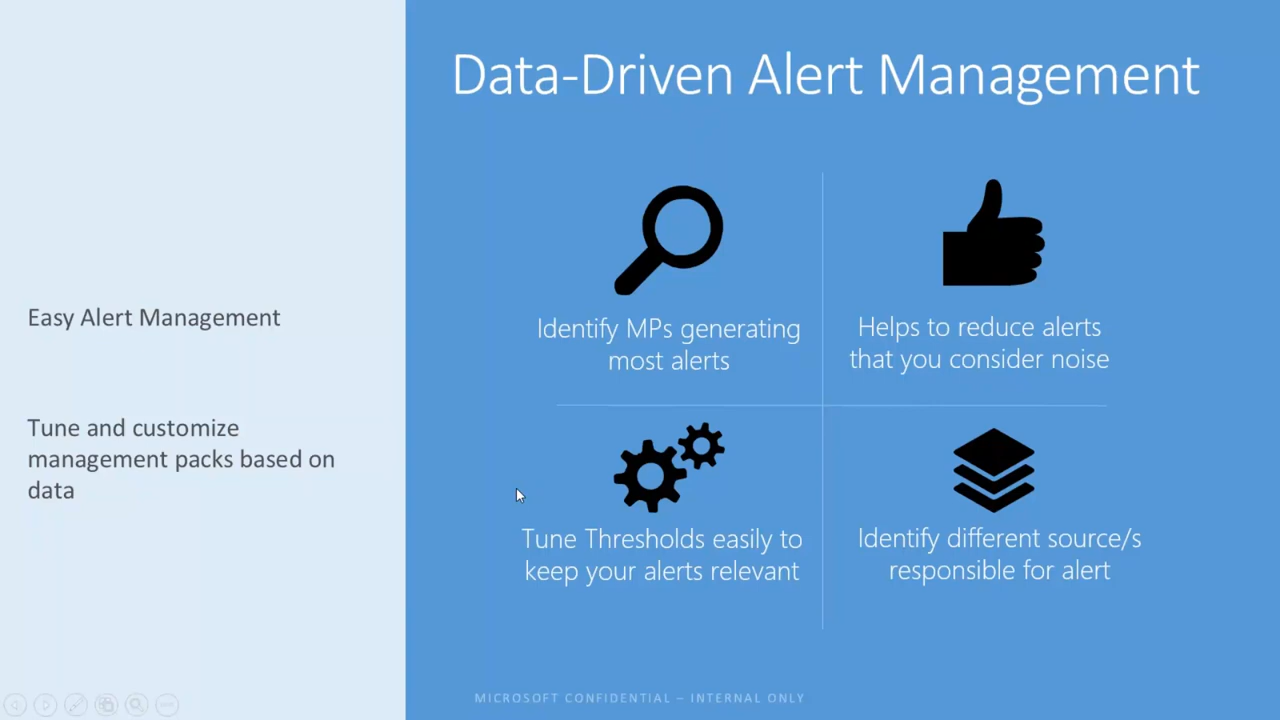 Data-Driven Alert Management
Easy Alert Management
Tune and customize
management packs based on
data
Identify MPs generating
most alerts
Helps to reduce alerts
that you consider noise
Tune Thresholds easily to
keep your alerts relevant
Identify different source/s
responsible for alert
MICROSOFT CONFIDENTIAL – INTERNAL ONLY